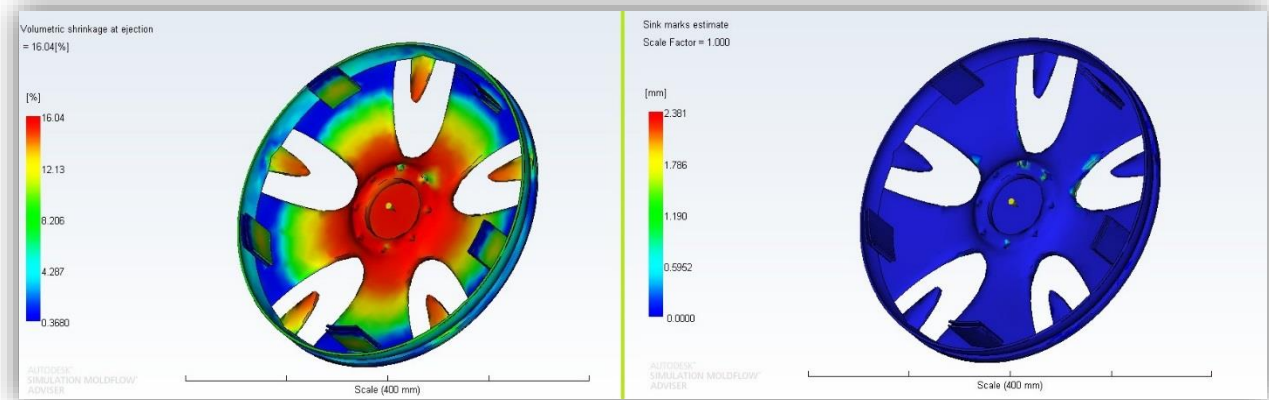 Volumetric shrinkage at ejection
= 16.04[%]
[%]
16.04
12.13
8.206
4.287
0.3680
AUTODESK®
SIMULATION MOLDFLOW®
ADVISER
Scale (400 mm)
Sink marks estimate
Scale Factor = 1.000
[mm]
2.381
1.786
1.190
0.5952
0.0000
AUTODESK®
SIMULATION MOLDFLOW®
ADVISER
Scale (400 mm)